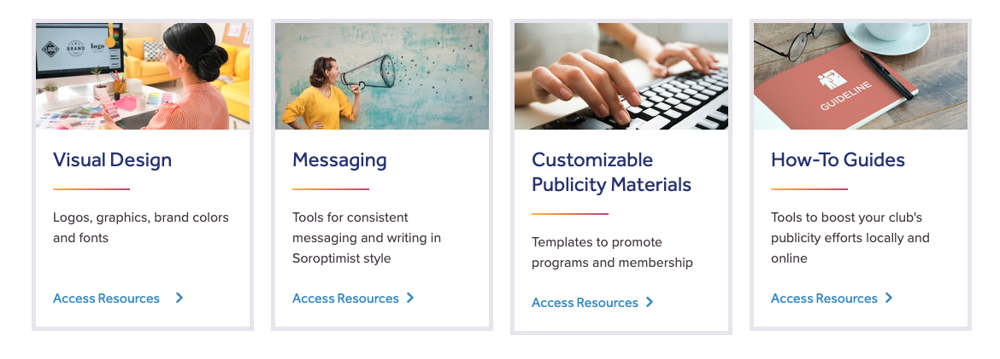 LOGO
BRAND
logo
GUIDELINE
Visual Design
Logos, graphics, brand colors
and fonts
Access Resources
Messaging
Tools for consistent
messaging and writing in
Soroptimist style
Access Resources
Customizable
Publicity Materials
Templates to promote
programs and membership
Access Resources
How-To Guides
Tools to boost your club's
publicity efforts locally and
online
Access Resources